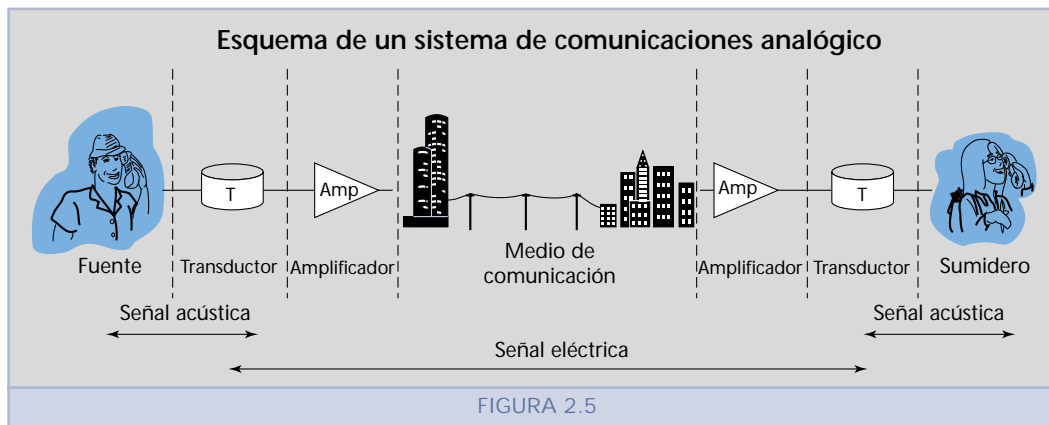 Esquema de un sistema de comunicaciones analógico
T
Amp
Amp
T
Fuente
Transductor
Amplificador
Medio de
comunicación
Amplificador
Transductor
Sumidero
Señal acústica
Señal acústica
Señal eléctrica
FIGURA 2.5